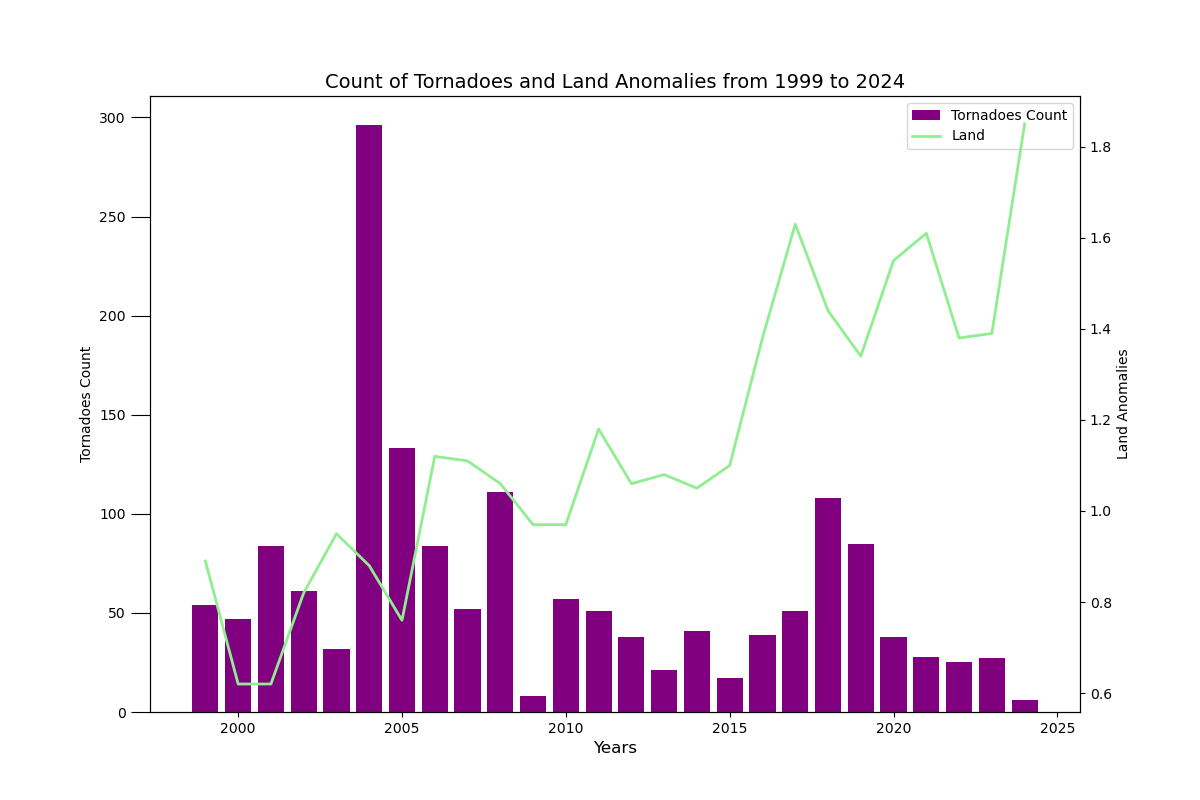 Count of Tornadoes and Land Anomalies from 1999 to 2024
Tornadoes Count
Land
300
250
200
150
100
50
0
Tornadoes Count
1.8
1.6
1.4
1.2
1.0
0.8
0.6
Land Anomalies
2000 2005 2010 2015 2020 2025
Years